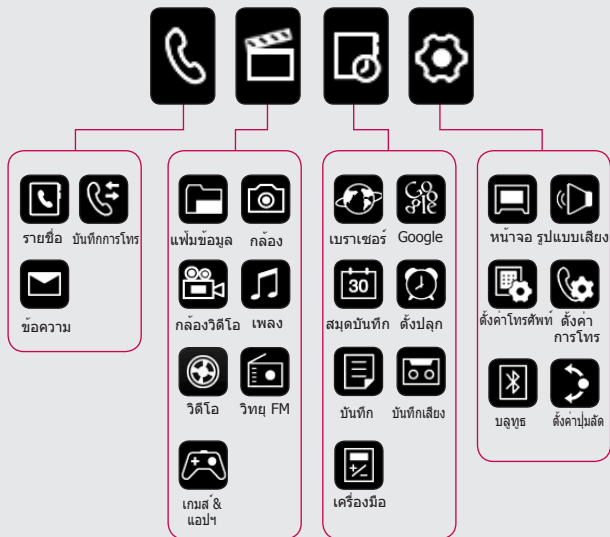 รายชื่อ บันทึกการโทร
ข้อความ
แฟ้มข้อมูล กล้อง
กล้องวิดีโอ เพลง
วิดีโอ วิทยุ FM
เกมส์ &
แอปฯ
เบราเซอร์ Google
Google
30
สมุดบันทึก ตั้งปลุก
บันทึก บันทึกเสียง
เครื่องมือ
หน้าจอ รูปแบบเสียง
ตั้งค่าโทรศัพท์ ตั้งค่า
การโทร
บลูทูธ ตั้งค่าปุ่มลัด